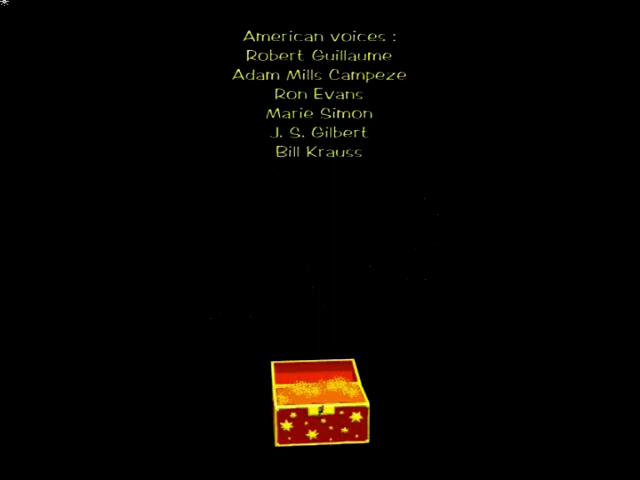 American voices :
Robert Guillaume
Adam Mills Campeze
Ron Evans
Marie Simon
J. S. Gilbert
Bill Krauss